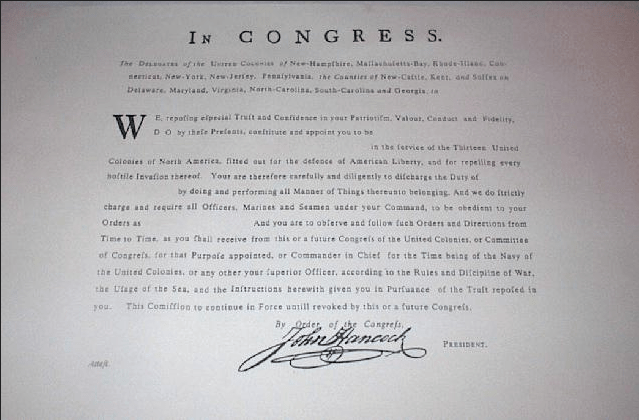 IN CONGRESS.
The DELEGATES of the UNITED COLONIES of New-Hampſhire, Maſſachuſetts-Bay, Rhode-Iſland, Con-
necticut, New-York, New-Jerſey, Pennſylvania, the Counties of New-Caſtle, Kent, and Suſſex on
Delaware, Maryland, Virginia, North-Carolina, South-Carolina and Georgia, to
WE, repoſing eſpecial Truſt and Confidence in your Patriotiſm, Valour, Conduct and Fidelity,
DO by theſe Preſents, conſtitute and appoint you to be
in the ſervice of the Thirteen United
Colonies of North America, fitted out for the defence of American Liberty, and for repelling every
hoſtile Invaſion thereof. Your are therefore carefully and diligently to diſcharge the Duty of
by doing and performing all Manner of Things thereunto belonging. And we do ſtrictly
charge and require all Officers, Marines and Seamen under your Command, to be obedient to your
Orders as And you are to obſerve and follow ſuch Orders and Directions from
Time to Time, as you ſhall receive from this or a future Congreſs of the United Colonies, or Committee
of Congreſs, for that Purpoſe appointed, or Commander in Chief for the Time being of the Navy of
the United Colonies, or any other your ſuperior Officer, according to the Rules and Diſcipline of War,
the Uſage of the Sea, and the Inſtructions herewith given you in Purſuance of the Truſt repoſed in
you. This Comiſſion to continue in Force untill revoked by this or a future Congreſs.
By Order of the Congreſs,
John Hancock PRESIDENT.
Atteſt.